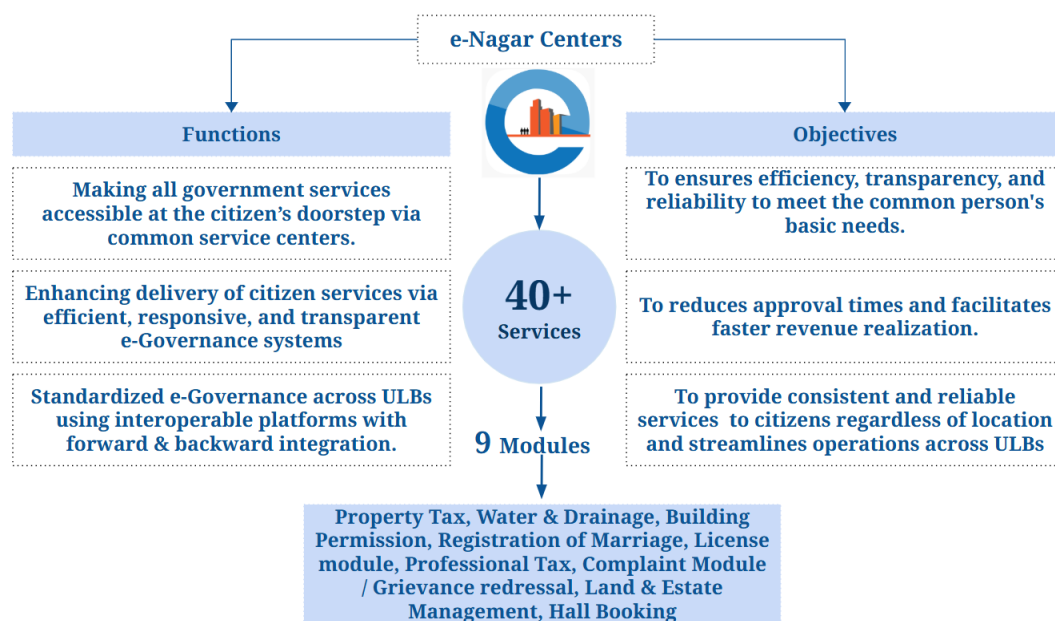 e-Nagar Centers
Functions
Making all government services
accessible at the citizen’s doorstep via
common service centers.
Enhancing delivery of citizen services via
efficient, responsive, and transparent
e-Governance systems
Standardized e-Governance across ULBs
using interoperable platforms with
forward & backward integration.
40+
Services
9 Modules
Property Tax, Water & Drainage, Building
Permission, Registration of Marriage, License
module, Professional Tax, Complaint Module
/ Grievance redressal, Land & Estate
Management, Hall Booking
Objectives
To ensures efficiency, transparency, and
reliability to meet the common person's
basic needs.
To reduces approval times and facilitates
faster revenue realization.
To provide consistent and reliable
services to citizens regardless of location
and streamlines operations across ULBs